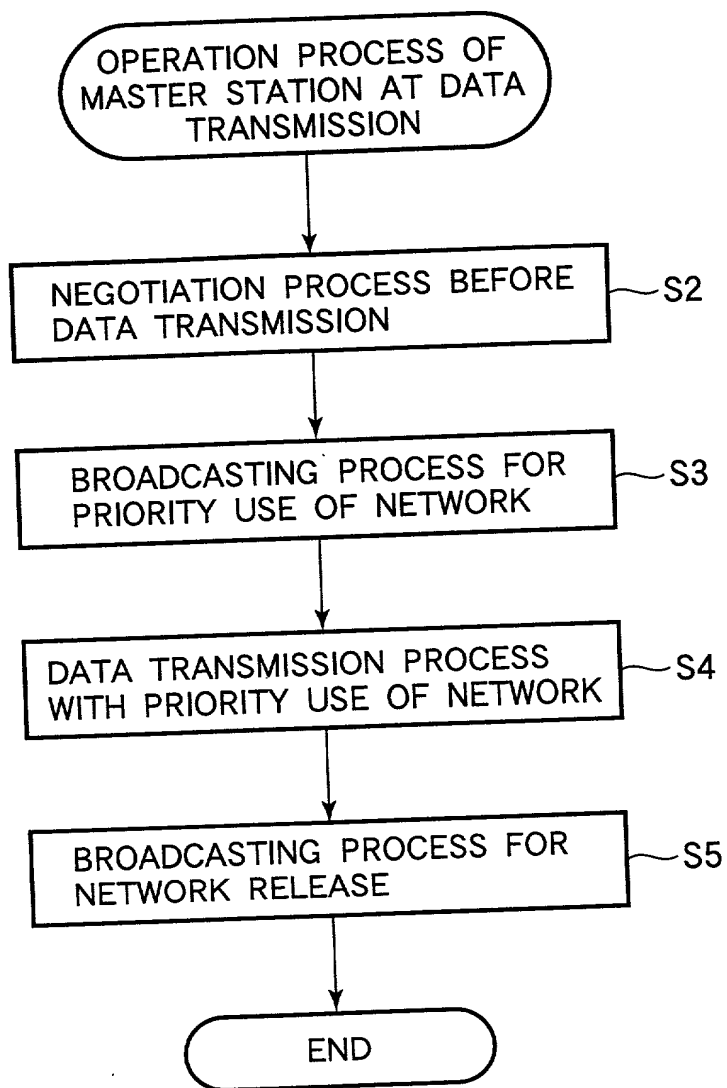 OPERATION PROCESS OF
MASTER STATION AT DATA
TRANSMISSION
NEGOTIATION PROCESS BEFORE
DATA TRANSMISSION
S2
BROADCASTING PROCESS FOR
PRIORITY USE OF NETWORK
S3
DATA TRANSMISSION PROCESS
WITH PRIORITY USE OF NETWORK
S4
BROADCASTING PROCESS FOR
NETWORK RELEASE
S5
END